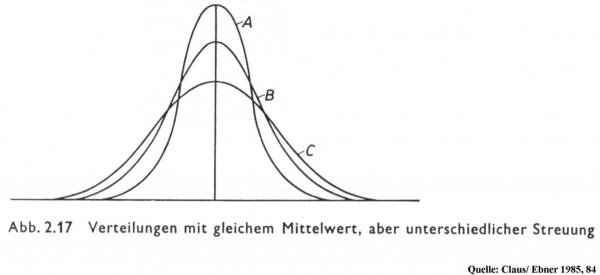 A
B
C
Abb. 2.17 Verteilungen mit gleichem Mittelwert, aber unterschiedlicher Streuung
Quelle: Claus/ Ebner 1985, 84